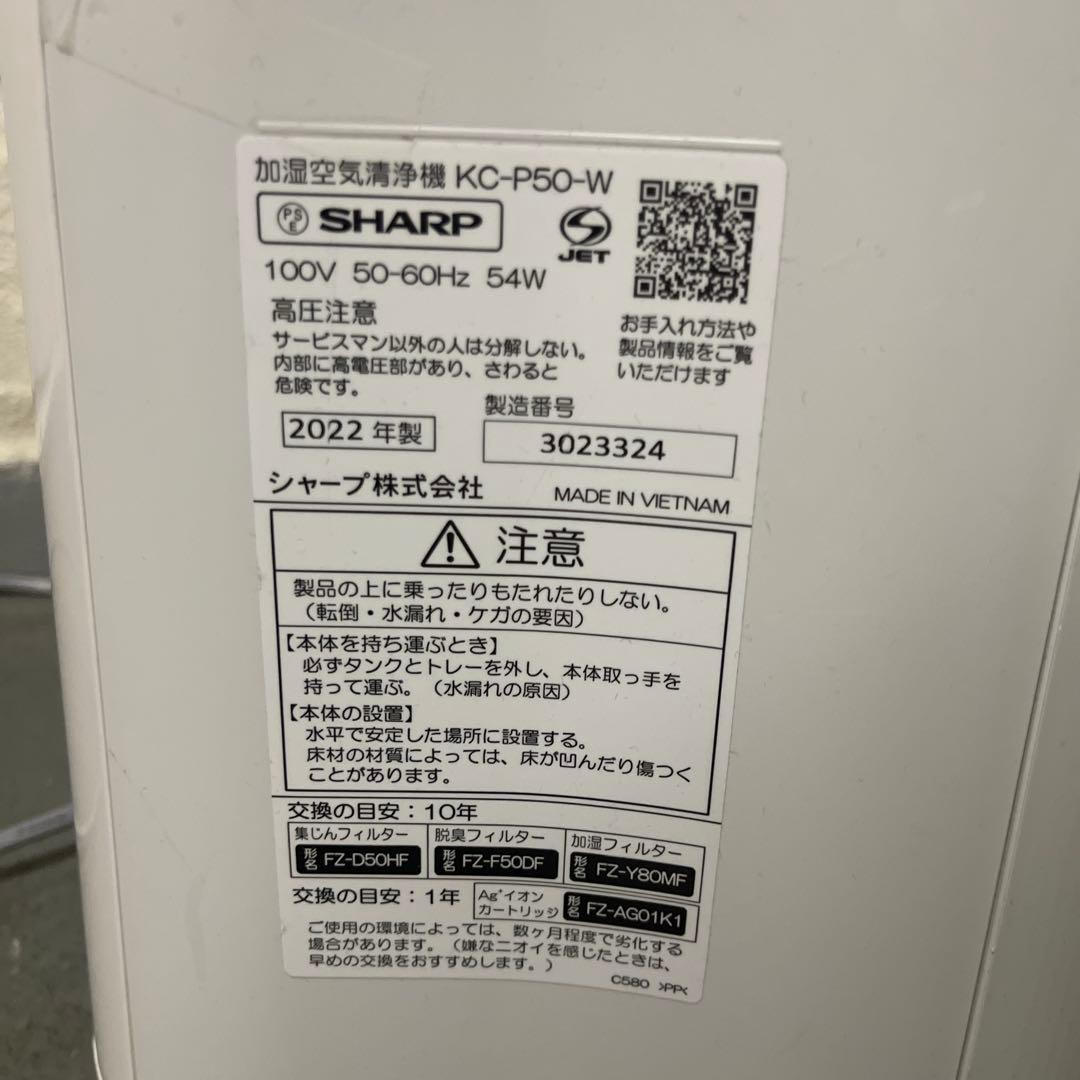 加湿空気清浄機 KC-P50-W
PSE SHARP
JET
100V 50-60Hz 54W
高圧注意
サービスマン以外の人は分解しない。
内部に高電圧部があり、さわると
危険です。
お手入れ方法や
製品情報をご覧
いただけます
2022 年製
製造番号
3023324
シャープ株式会社
MADE IN VIETNAM
注意
製品の上に乗ったりもたれたりしない。
（転倒・水漏れ・ケガの要因）
【本体を持ち運ぶとき】
必ずタンクとトレーを外し、本体取っ手を
持って運ぶ。（水漏れの原因）
【本体の設置】
水平で安定した場所に設置する。
床材の材質によっては、床が凹んだり傷つく
ことがあります。
交換の目安：10年
集じんフィルター
形名 FZ-D50HF
脱臭フィルター
形名 FZ-F50DF
加湿フィルター
形名 FZ-Y80MF
交換の目安：1年
Ag⁺イオン
カートリッジ
形名 FZ-AG01K1
ご使用の環境によっては、数ヶ月程度で劣化する
場合があります。（嫌なニオイを感じたときは、
早めの交換をおすすめします。）
C580 >PP<